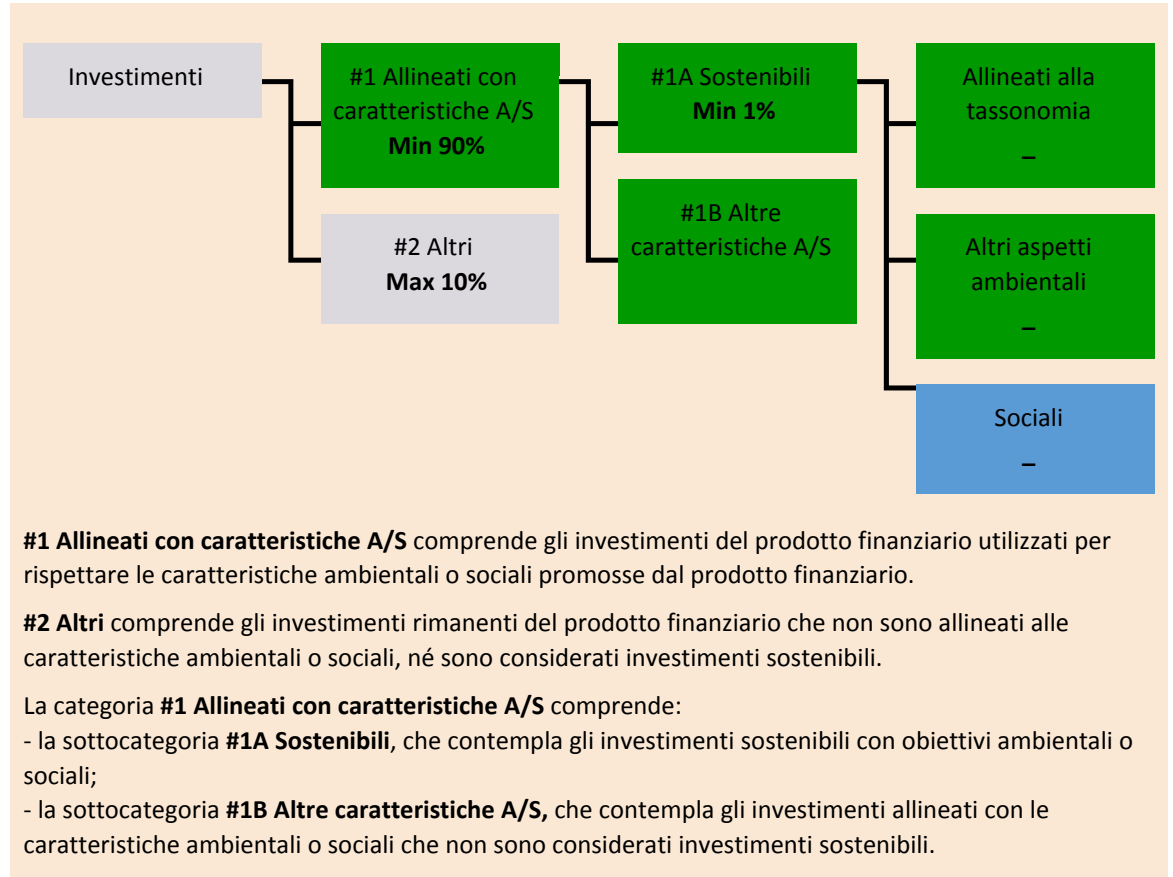 Investimenti
#1 Allineati con
caratteristiche A/S
Min 90%
#2 Altri
Max 10%
#1A Sostenibili
Min 1%
#1B Altre
caratteristiche A/S
Allineati alla
tassonomia
–
Altri aspetti
ambientali
–
Sociali
–
#1 Allineati con caratteristiche A/S comprende gli investimenti del prodotto finanziario utilizzati per
rispettare le caratteristiche ambientali o sociali promosse dal prodotto finanziario.
#2 Altri comprende gli investimenti rimanenti del prodotto finanziario che non sono allineati alle
caratteristiche ambientali o sociali, né sono considerati investimenti sostenibili.
La categoria #1 Allineati con caratteristiche A/S comprende:
- la sottocategoria #1A Sostenibili, che contempla gli investimenti sostenibili con obiettivi ambientali o
sociali;
- la sottocategoria #1B Altre caratteristiche A/S, che contempla gli investimenti allineati con le
caratteristiche ambientali o sociali che non sono considerati investimenti sostenibili.